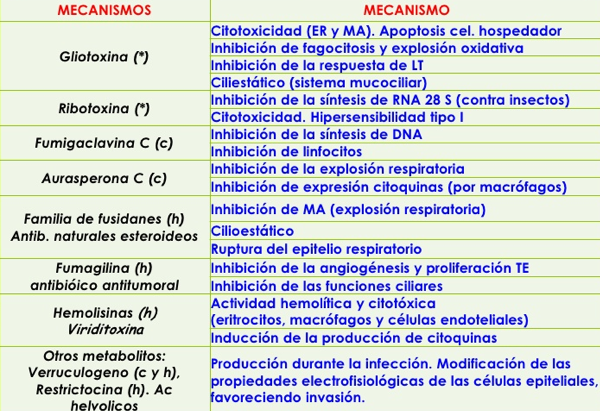 MECANISMOS MECANISMO
Gliotoxina (*)
Citotoxicidad (ER y MA). Apoptosis cel. hospedador
Inhibición de fagocitosis y explosión oxidativa
Inhibición de la respuesta de LT
Ciliestático (sistema mucociliar)
Ribotoxina (*)
Inhibición de la síntesis de RNA 28 S (contra insectos)
Citotoxicidad. Hipersensibilidad tipo I
Fumigaclavina C (c)
Inhibición de la síntesis de DNA
Inhibición de linfocitos
Aurasperona C (c)
Inhibición de la explosión respiratoria
Inhibición de expresión citoquinas (por macrófagos)
Familia de fusidanes (h)
Antib. naturales esteroideos
Inhibición de MA (explosión respiratoria)
Cilioestático
Ruptura del epitelio respiratorio
Fumagilina (h)
antibióico antitumoral
Inhibición de la angiogénesis y proliferación TE
Inhibición de las funciones ciliares
Hemolisinas (h)
Viriditoxina
Actividad hemolítica y citotóxica
(eritrocitos, macrófagos y células endoteliales)
Inducción de la producción de citoquinas
Otros metabolitos:
Verruculogeno (c y h),
Restrictocina (h). Ac
helvolicos
Producción durante la infección. Modificación de las
propiedades electrofisiológicas de las células epiteliales,
favoreciendo invasión.